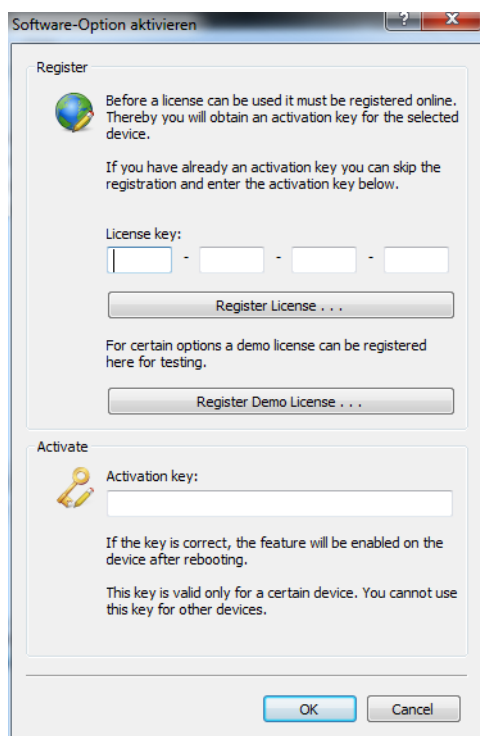 Software-Option aktivieren
?
X
Register
Before a license can be used it must be registered online.
Thereby you will obtain an activation key for the selected
device.
If you have already an activation key you can skip the
registration and enter the activation key below.
License key:
- - -
Register License . . .
For certain options a demo license can be registered
here for testing.
Register Demo License . . .
Activate
Activation key:
If the key is correct, the feature will be enabled on the
device after rebooting.
This key is valid only for a certain device. You cannot use
this key for other devices.
OK
Cancel